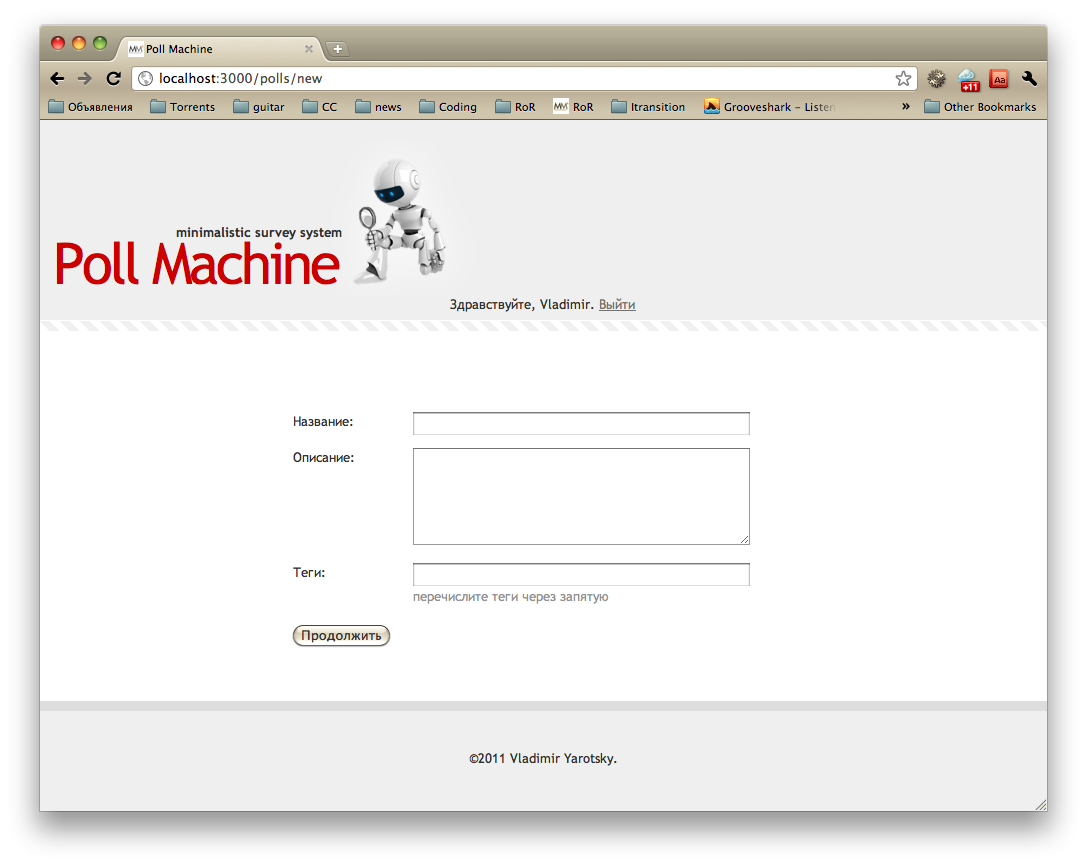 Poll Machine
localhost:3000/polls/new
+11
Aa
Объявления Torrents guitar CC news Coding RoR RoR Itransition Grooveshark – Listen » Other Bookmarks
minimalistic survey system
Poll Machine
Здравствуйте, Vladimir. Выйти
Название:
Описание:
Теги:
перечислите теги через запятую
Продолжить
©2011 Vladimir Yarotsky.